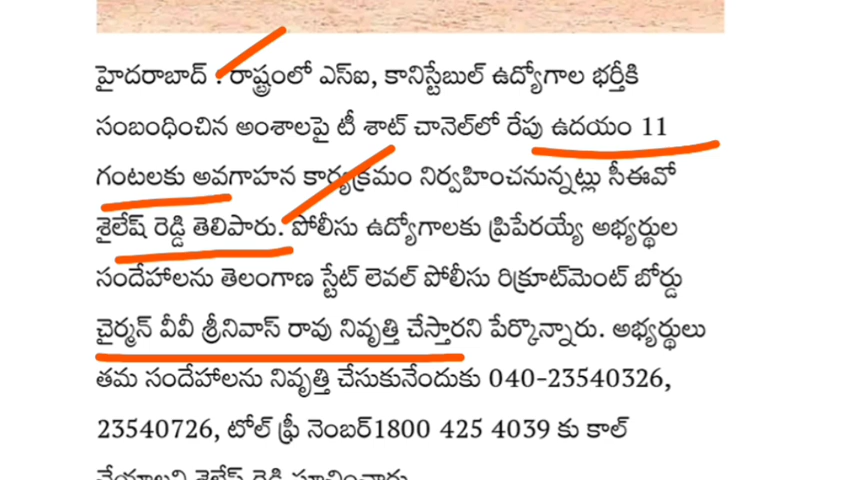 హైదరాబాద్ : రాష్ట్రంలో ఎస్ఐ, కానిస్టేబుల్ ఉద్యోగాల భర్తీకి
సంబంధించిన అంశాలపై టీ శాట్ చానెల్‌లో రేపు ఉదయం 11
గంటలకు అవగాహన కార్యక్రమం నిర్వహించనున్నట్లు సీఈవో
శైలేష్ రెడ్డి తెలిపారు. పోలీసు ఉద్యోగాలకు ప్రిపేరయ్యే అభ్యర్థుల
సందేహాలను తెలంగాణ స్టేట్ లెవల్ పోలీసు రిక్రూట్‌మెంట్ బోర్డు
చైర్మన్ వీవీ శ్రీనివాస్ రావు నివృత్తి చేస్తారని పేర్కొన్నారు. అభ్యర్థులు
తమ సందేహాలను నివృత్తి చేసుకునేందుకు 040-23540326,
23540726, టోల్ ఫ్రీ నెంబర్1800 425 4039 కు కాల్
చేయాలని శైలేష్ రెడ్డి సూచించారు.